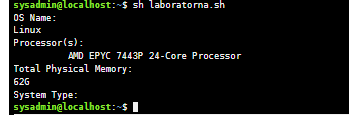 sysadmin@localhost:~$ sh laboratorna.sh
OS Name:
Linux
Processor(s):
AMD EPYC 7443P 24-Core Processor
Total Physical Memory:
62G
System Type:
sysadmin@localhost:~$